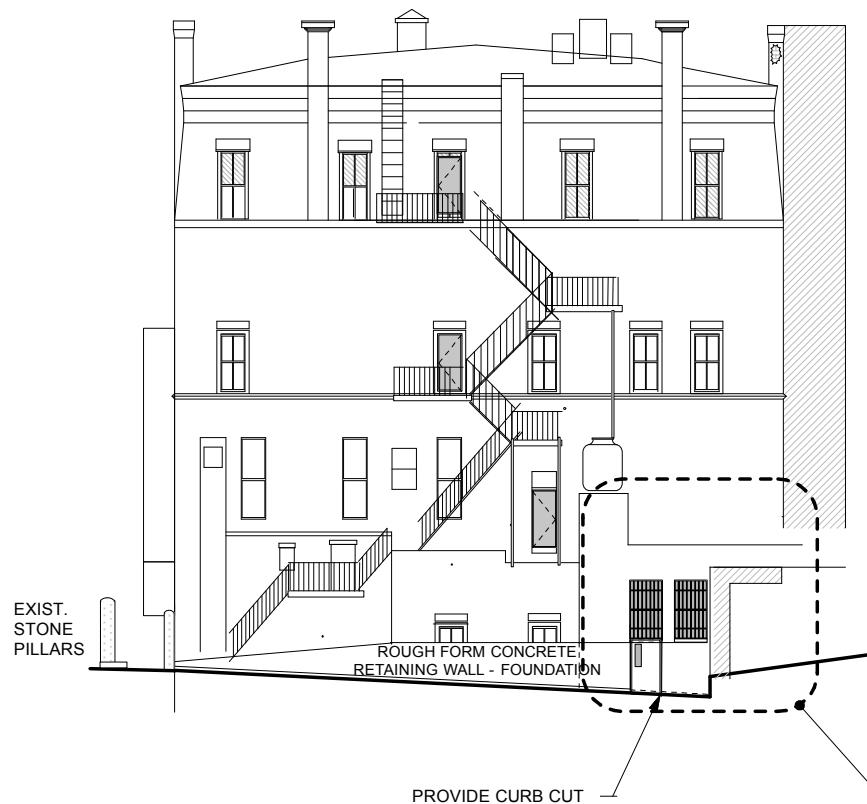 EXIST.
STONE
PILLARS
ROUGH FORM CONCRETE
RETAINING WALL - FOUNDATION
PROVIDE CURB CUT